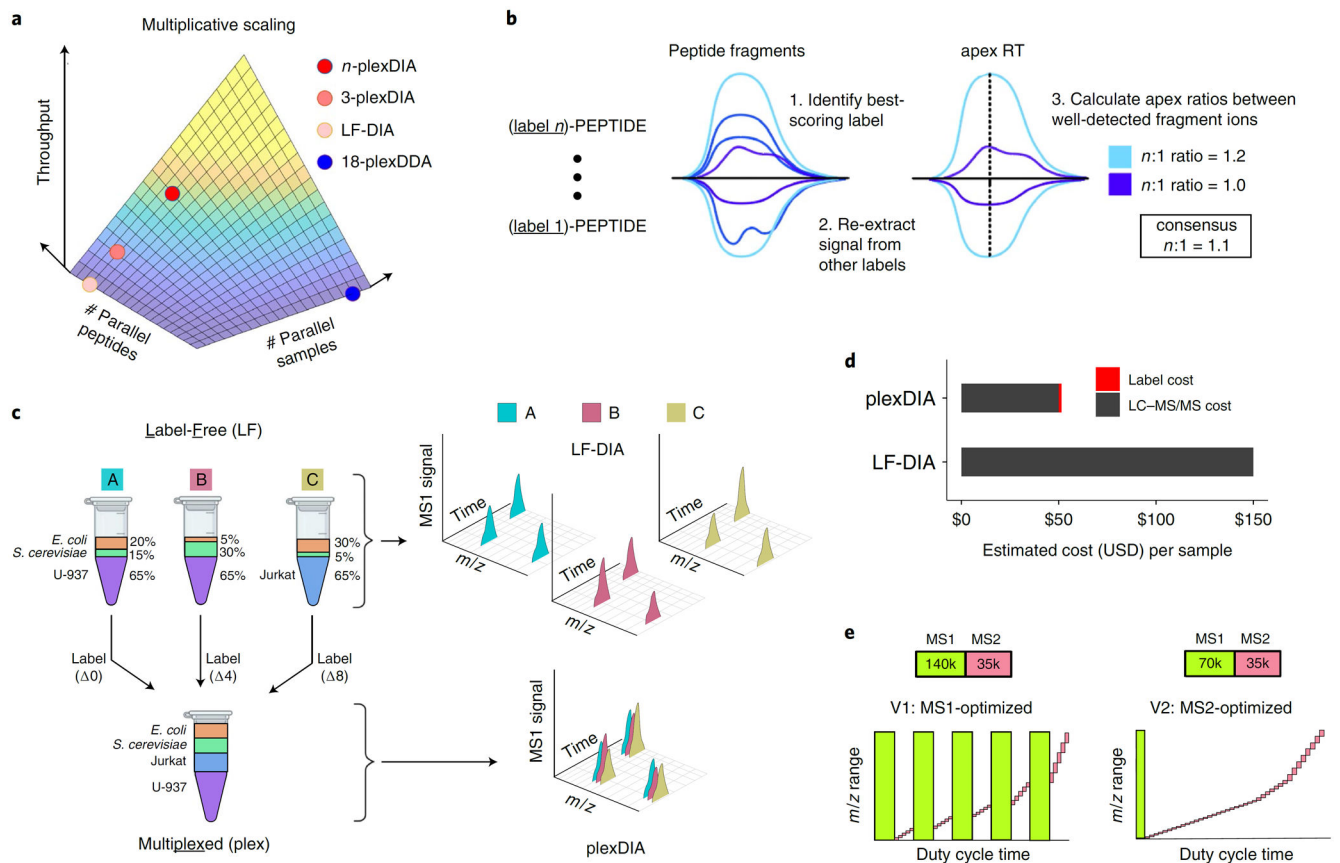 a
Multiplicative scaling
Throughput
n-plexDIA
3-plexDIA
LF-DIA
18-plexDDA
# Parallel
peptides
# Parallel
samples
b
Peptide fragments
apex RT
(label n)-PEPTIDE
(label 1)-PEPTIDE
1. Identify best-
scoring label
2. Re-extract
signal from
other labels
3. Calculate apex ratios between
well-detected fragment ions
n:1 ratio = 1.2
n:1 ratio = 1.0
consensus
n:1 = 1.1
c
Label-Free (LF)
A
B
C
E. coli
S. cerevisiae
U-937
20%
15%
65%
5%
30%
65%
Jurkat
30%
5%
65%
Label
(Δ0)
Label
(Δ4)
Label
(Δ8)
E. coli
S. cerevisiae
Jurkat
U-937
Multiplexed (plex)
A
B
C
LF-DIA
MS1 signal
Time
m/z
Time
m/z
Time
MS1 signal
Time
m/z
plexDIA
d
plexDIA
LF-DIA
Label cost
LC–MS/MS cost
$0
$50
$100
$150
Estimated cost (USD) per sample
e
MS1
MS2
140k
35k
V1: MS1-optimized
m/z range
Duty cycle time
MS1
MS2
70k
35k
V2: MS2-optimized
m/z range
Duty cycle time